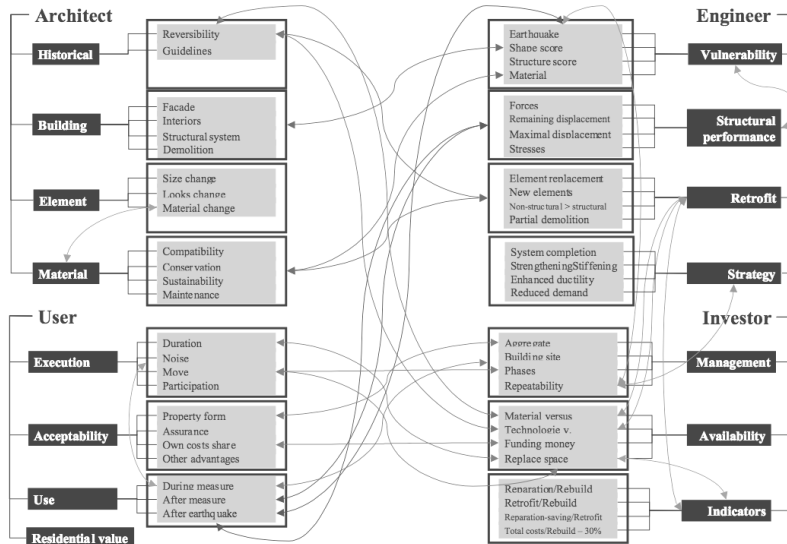 Architect
Historical
Reversibility
Guidelines
Building
Facade
Interiors
Structural system
Demolition
Element
Size change
Looks change
Material change
Material
Compatibility
Conservation
Sustainability
Maintenance
Engineer
Earthquake
Shape score
Structure score
Material
Vulnerability
Forces
Remaining displacement
Maximal displacement
Stresses
Structural
performance
Element replacement
New elements
Non-structural > structural
Partial demolition
Retrofit
System completion
StrengtheningStiffening
Enhanced ductility
Reduced demand
Strategy
User
Execution
Duration
Noise
Move
Participation
Acceptability
Property form
Assurance
Own costs share
Other advantages
Use
During measure
After measure
After earthquake
Residential value
Investor
Aggregate
Building site
Phases
Repeatability
Management
Material versus
Technologie v.
Funding money
Replace space
Availability
Reparation/Rebuild
Retrofit/Rebuild
Reparation-saving/Retrofit
Total costs/Rebuild – 30%
Indicators